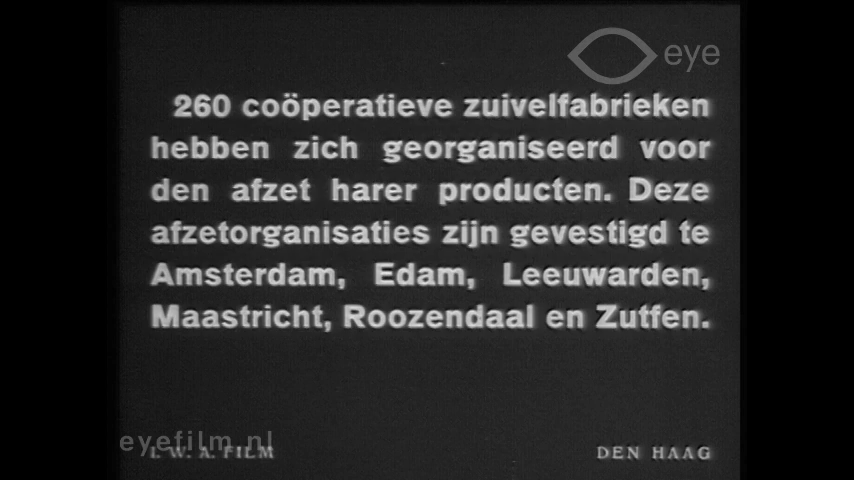 eye
260 coöperatieve zuivelfabrieken
hebben zich georganiseerd voor
den afzet harer producten. Deze
afzetorganisaties zijn gevestigd te
Amsterdam, Edam, Leeuwarden,
Maastricht, Roozendaal en Zutfen.
eyefilm.nl
I. W. A. FILM
DEN HAAG